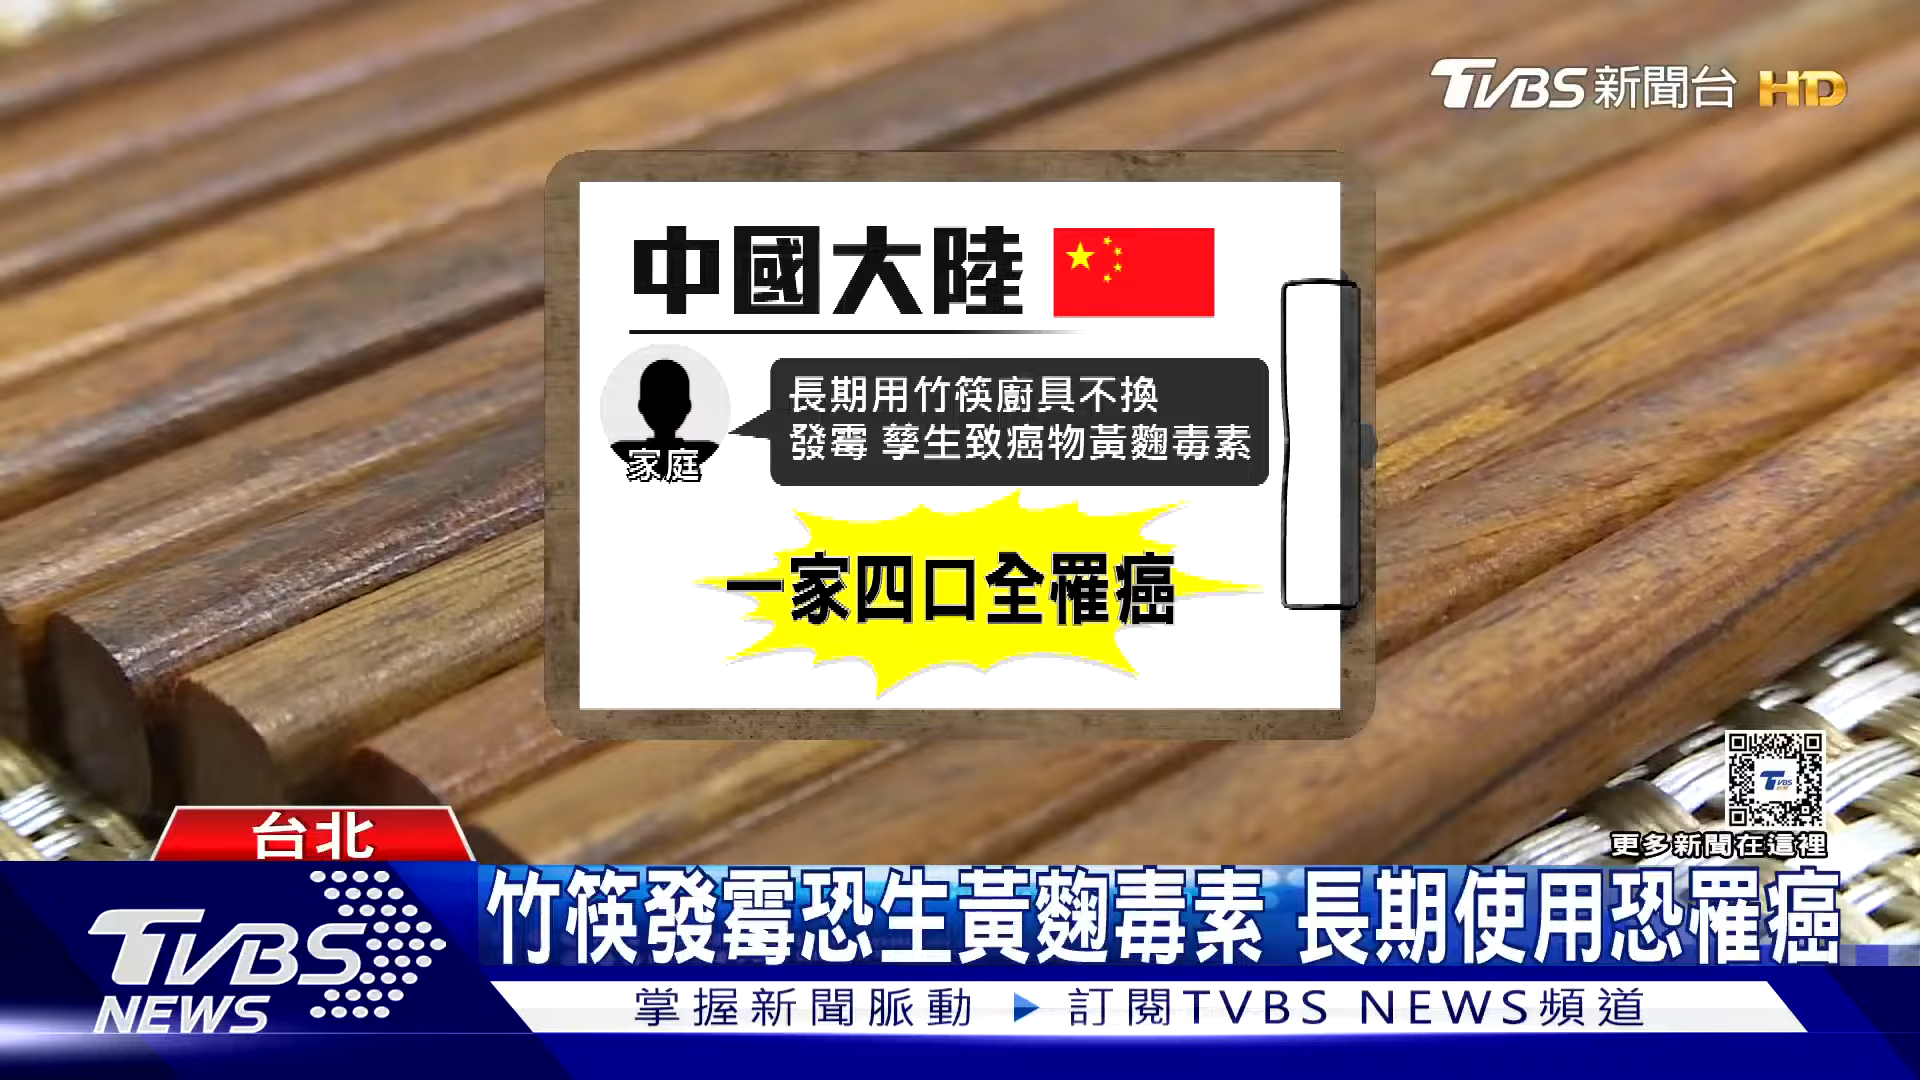 TVBS新聞台 HD
中國大陸
長期用竹筷廚具不換
發霉 孳生致癌物黃麴毒素
家庭
一家四口全罹癌
TVBS
更多新聞在這裡
台北
竹筷發霉恐生黃麴毒素 長期使用恐罹癌
TVBS
NEWS
掌握新聞脈動 ▶ 訂閱TVBS NEWS頻道